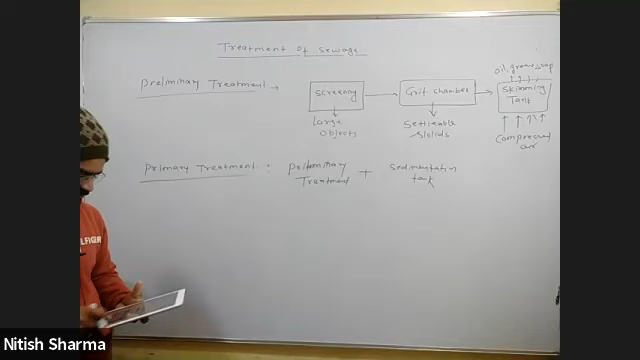 Treatment of sewage
Preliminary Treatment →
Screening
Large
Objects
Grit chamber
Settleable
Solids
oil, grease, soap
Skimming
Tank
Compressed
air
Primary Treatment :
Preliminary
Treatment
+
Sedimentation
tank
HILFIGER
Nitish Sharma